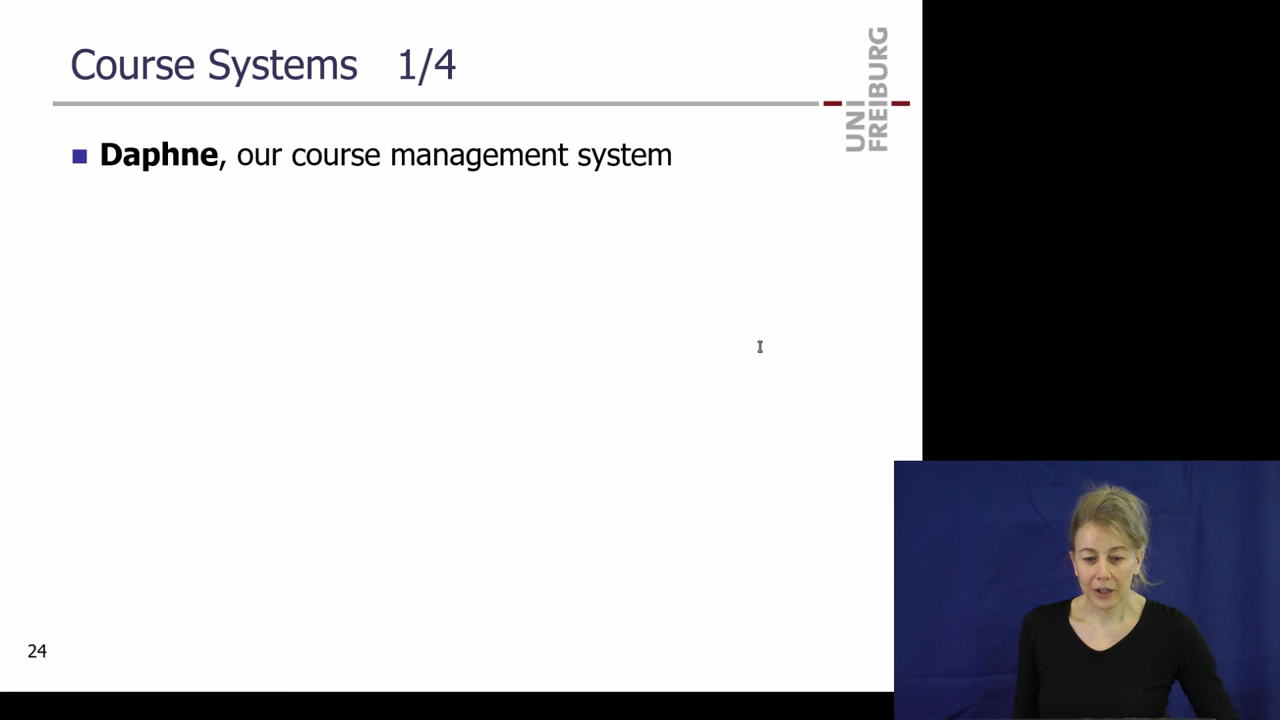 Course Systems 1/4
UNI
FREIBURG
Daphne, our course management system
24